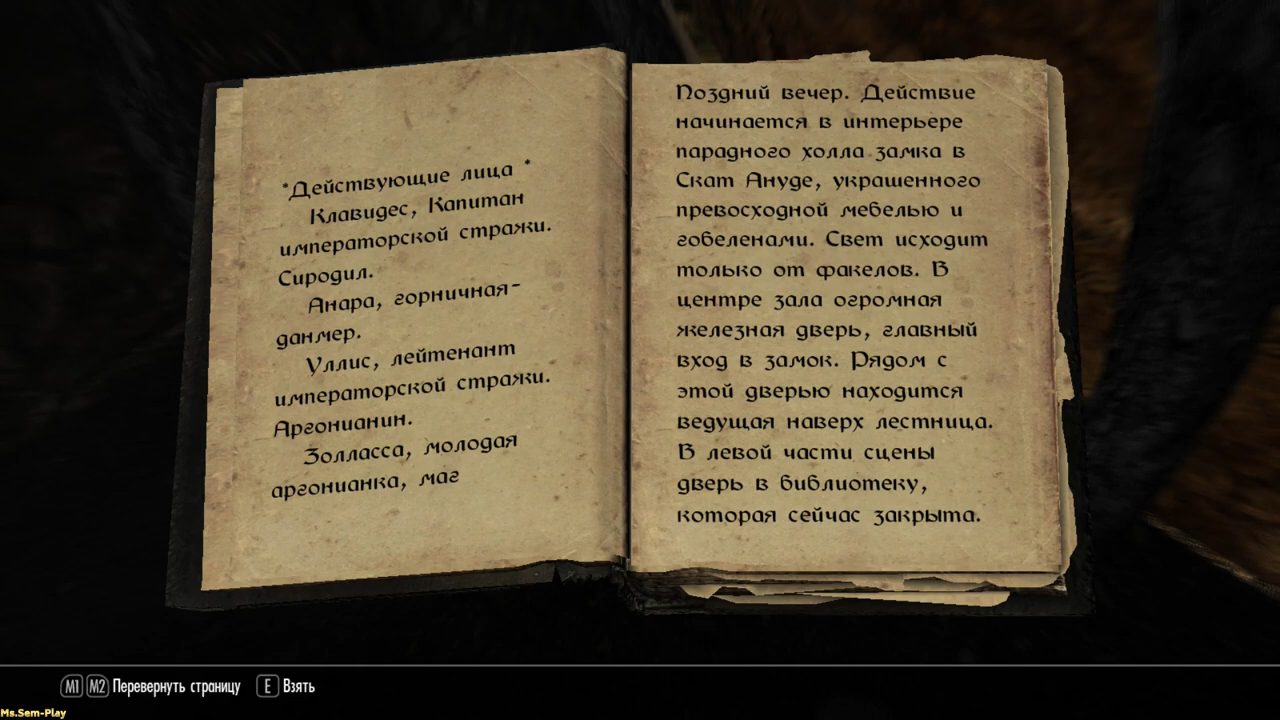 *Действующие лица *
Клавидес, Капитан
императорской стражи.
Сиродил.
Анара, горничная-
данмер.
Уллис, лейтенант
императорской стражи.
Аргонианин.
Золласса, молодая
аргонианка, маг
Поздний вечер. Действие
начинается в интерьере
парадного холла замка в
Скат Ануде, украшенного
превосходной мебелью и
гобеленами. Свет исходит
только от факелов. В
центре зала огромная
железная дверь, главный
вход в замок. Рядом с
этой дверью находится
ведущая наверх лестница.
В левой части сцены
дверь в библиотеку,
которая сейчас закрыта.
M1 M2 Перевернуть страницу E Взять
Ms.Sem-Play